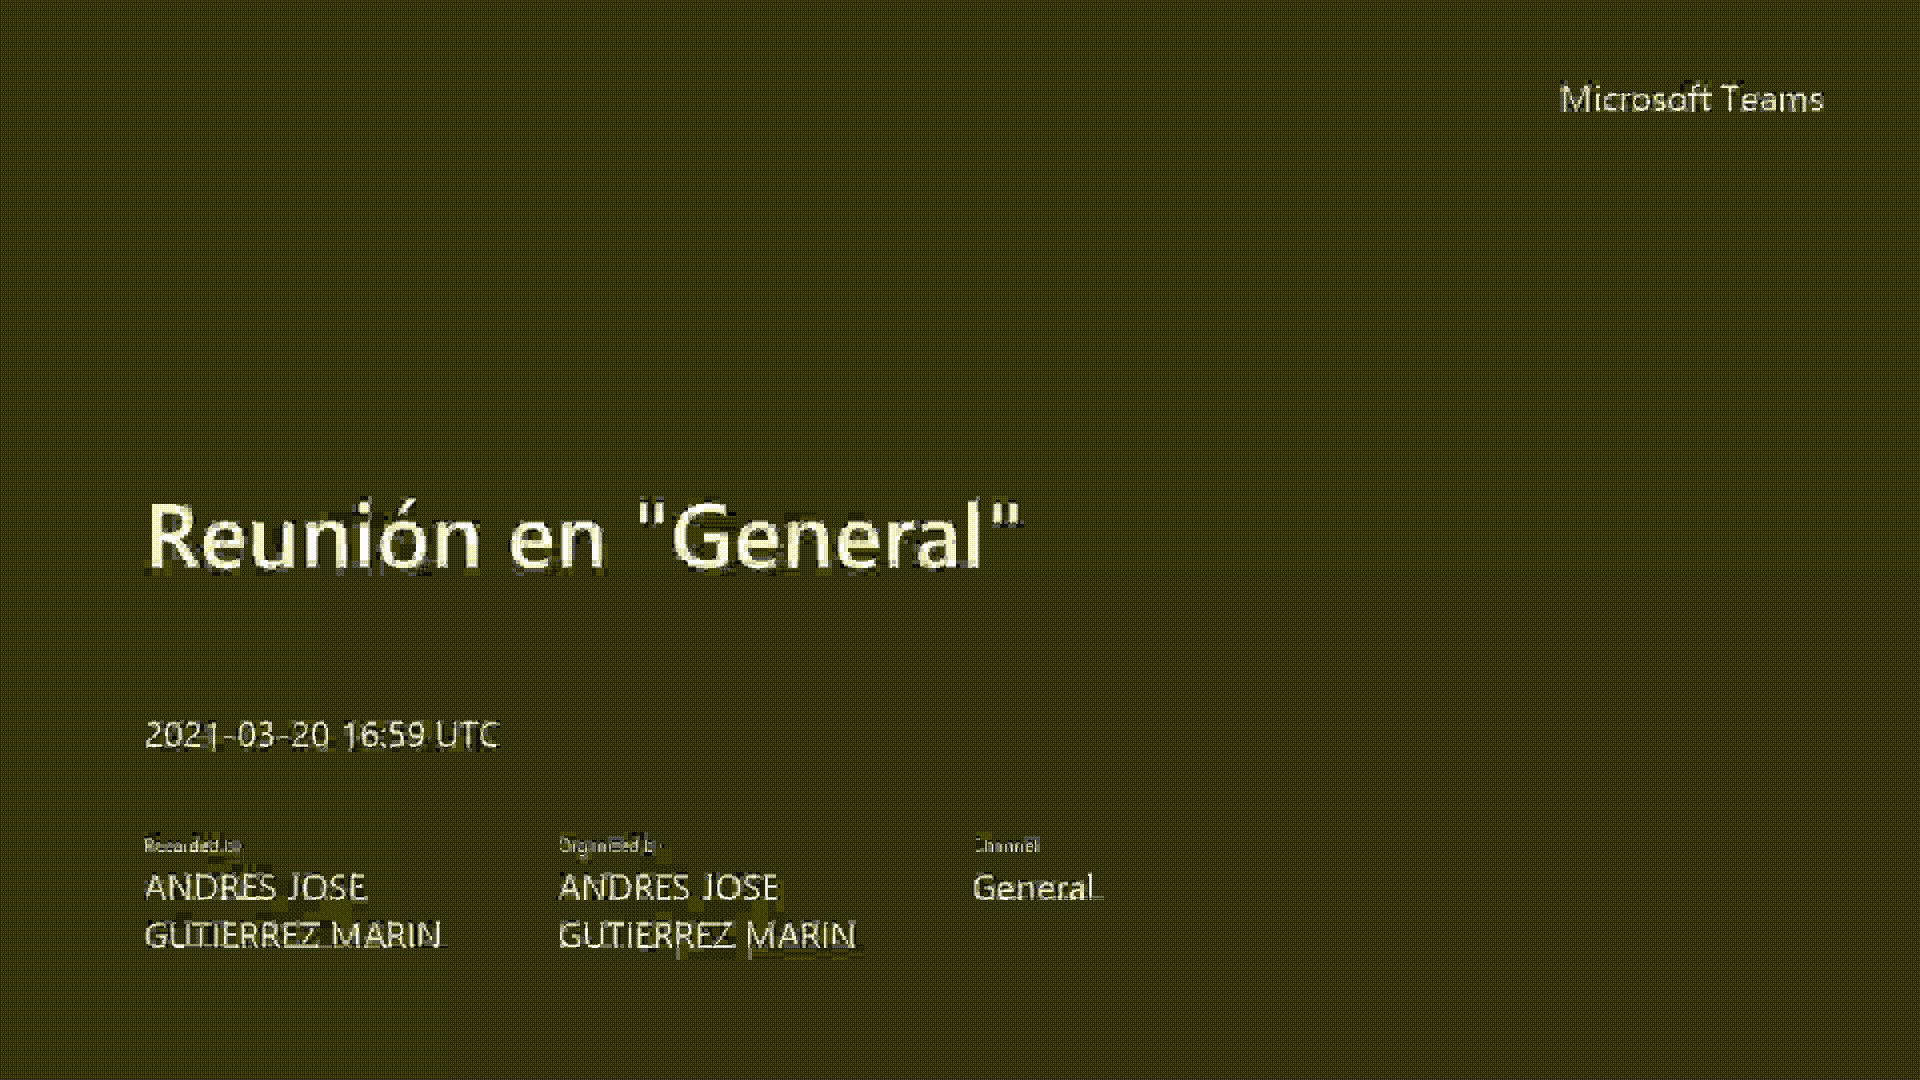 Microsoft Teams
Reunión en "General"
2021-03-20 16:59 UTC
Recorded by
Organized by
Channel
ANDRES JOSE
GUTIERREZ MARIN
ANDRES JOSE
GUTIERREZ MARIN
General